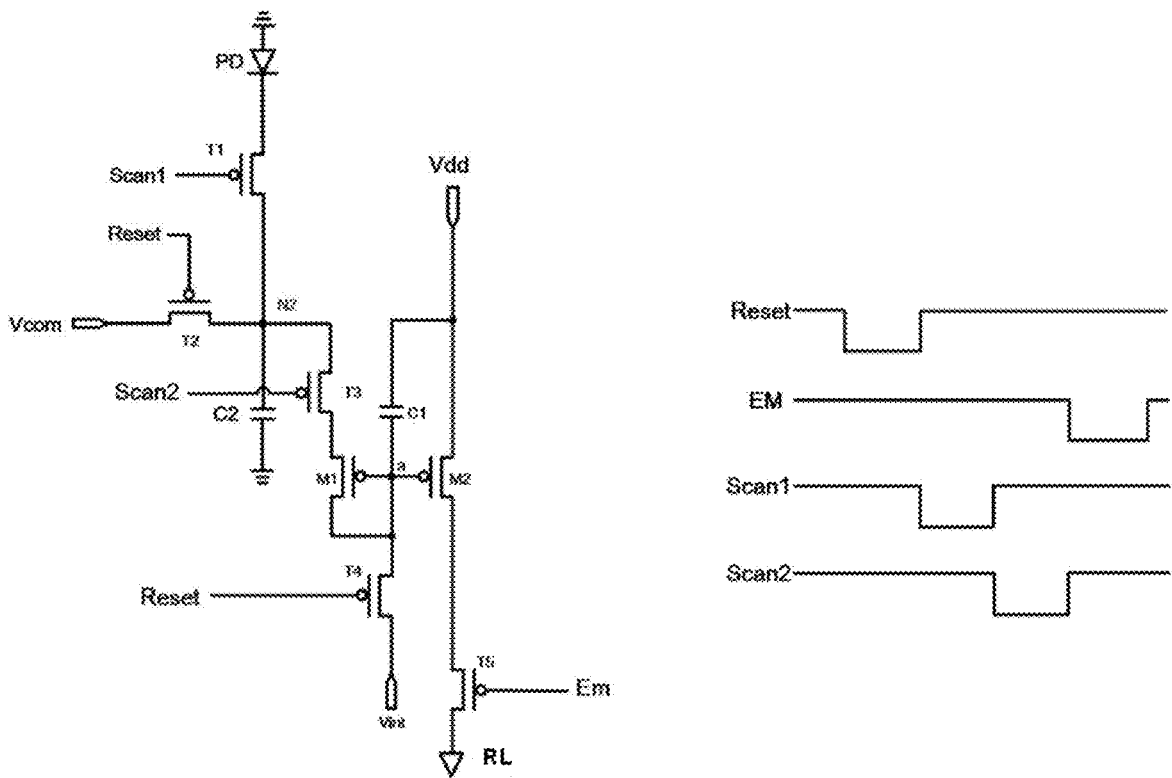 PD
T1
Scan1
Vdd
Reset
N2
Vcom
T2
Scan2
T3
C2
C1
M1
a
M2
T4
Reset
T5
Em
Vint
RL
Reset
EM
Scan1
Scan2